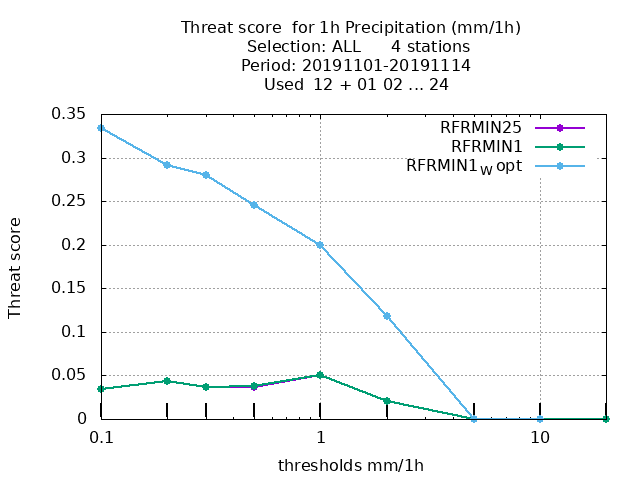 Threat score  for 1h Precipitation (mm/1h)
Selection: ALL      4 stations
Period: 20191101-20191114
Used  12 + 01 02 ... 24
RFRMIN25
RFRMIN1
RFRMIN1W opt
0.35
0.3
0.25
0.2
0.15
0.1
0.05
0
Threat score
0.1
1
10
thresholds mm/1h